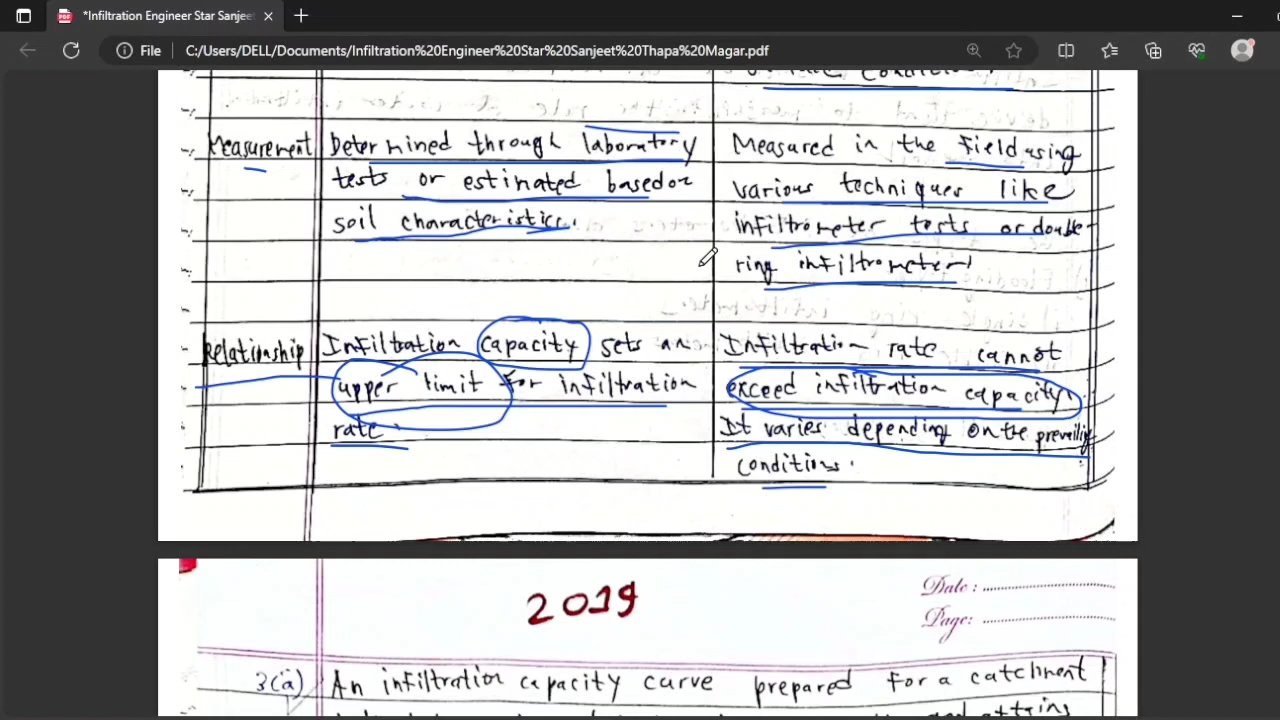 *Infiltration Engineer Star Sanjee
File C:/Users/DELL/Documents/Infiltration%20Engineer%20Star%20Sanjeet%20Thapa%20Magar.pdf
Measurement
Determined through laboratory
tests or estimated based on
soil characteristics.
Measured in the field using
various techniques like
infiltrometer tests or double-
ring infiltrometer
Relationship
Infiltration capacity sets an
upper limit for infiltration
rate.
Infiltration rate cannot
exceed infiltration capacity.
It varies depending on the prevailing
conditions.
2019
Date :
Page:
3(a) An infiltration capacity curve prepared for a catchment